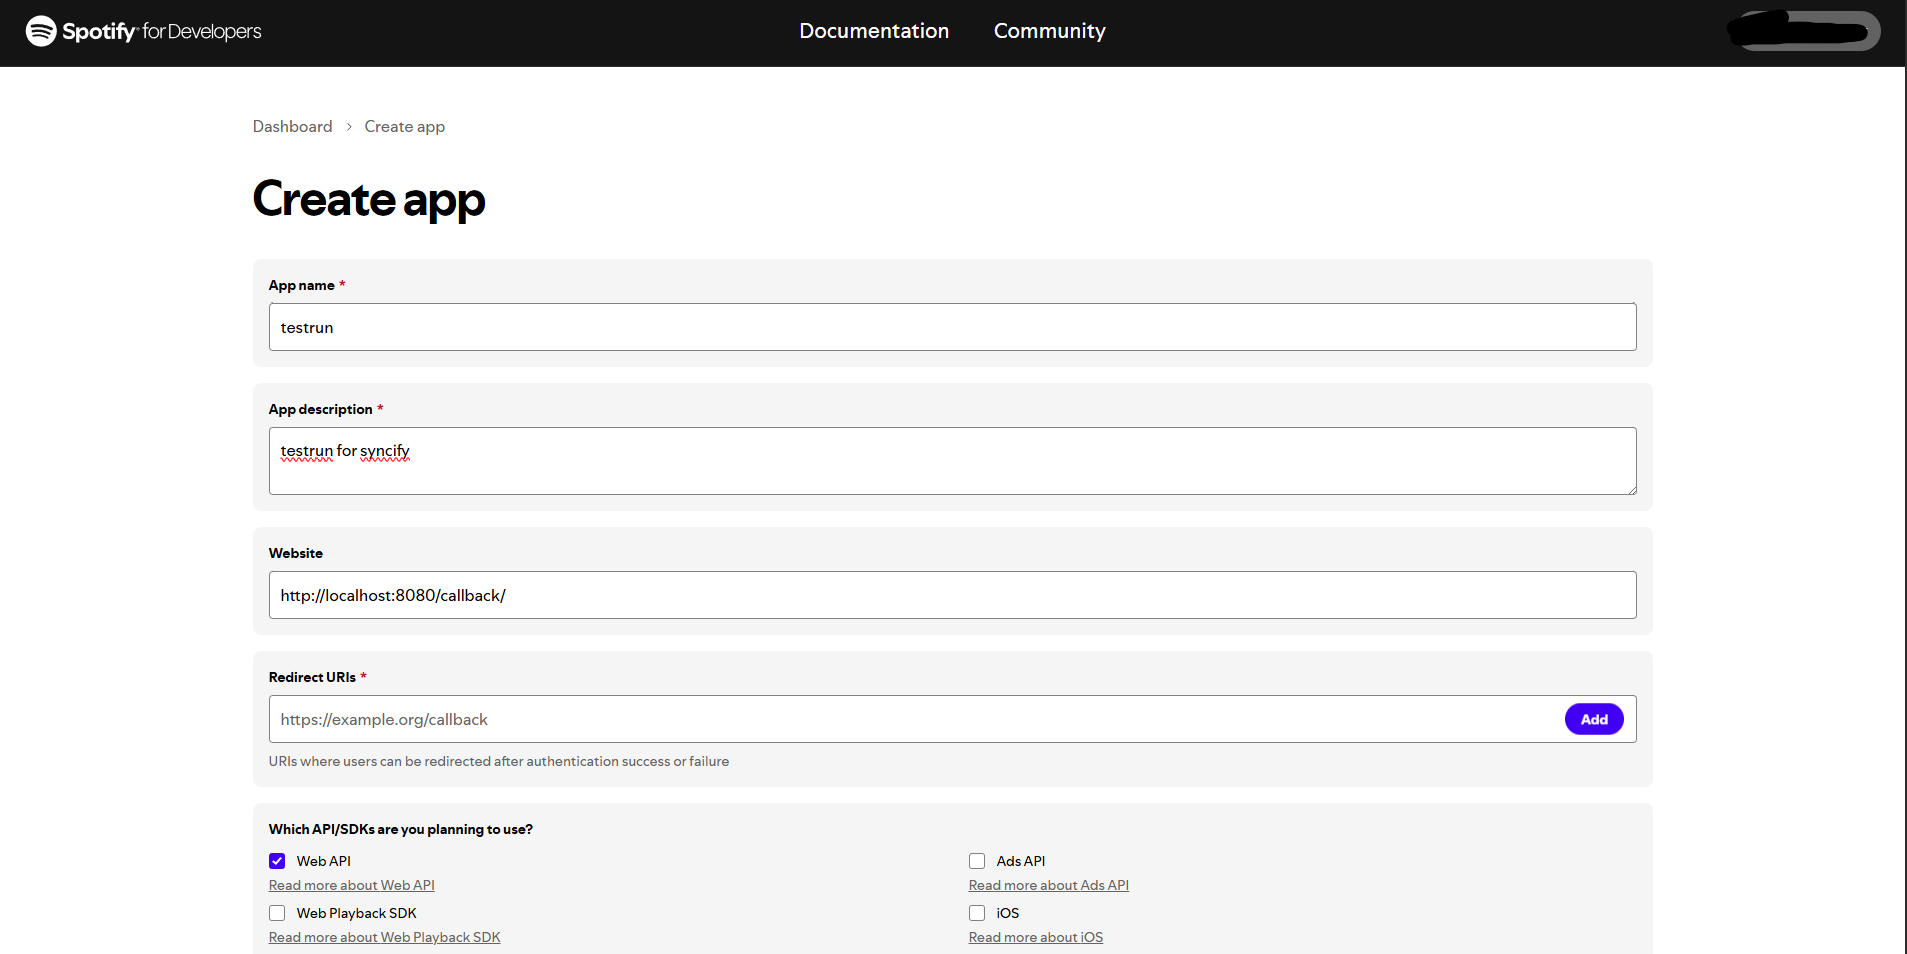 Spotify for Developers
Documentation
Community
Dashboard > Create app
Create app
App name *
testrun
App description *
testrun for syncify
Website
http://localhost:8080/callback/
Redirect URIs *
https://example.org/callback
Add
URIs where users can be redirected after authentication success or failure
Which API/SDKs are you planning to use?
Web API
Read more about Web API
Ads API
Read more about Ads API
Web Playback SDK
Read more about Web Playback SDK
iOS
Read more about iOS